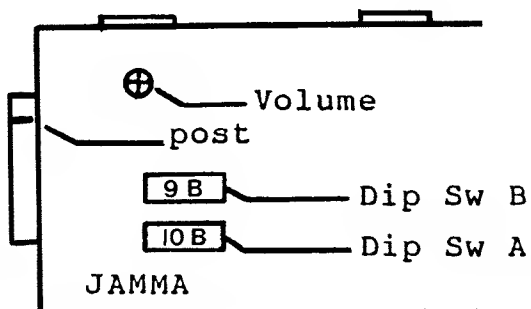 Volume
post
9B Dip Sw B
10B Dip Sw A
JAMMA